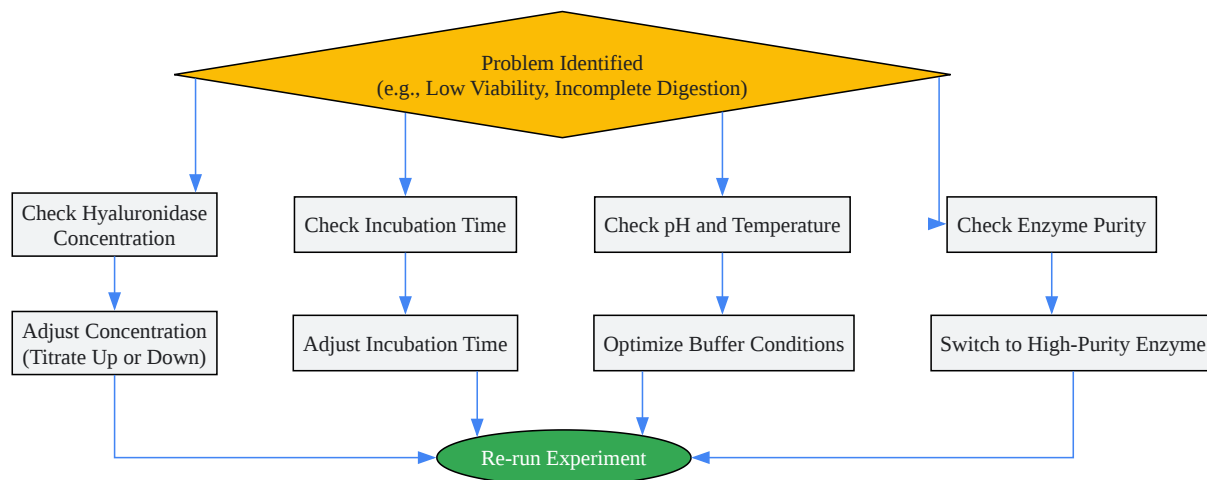 Problem Identified
(e.g., Low Viability, Incomplete Digestion)
Check Hyaluronidase
Concentration
Check Incubation Time
Check pH and Temperature
Check Enzyme Purity
Adjust Concentration
(Titrate Up or Down)
Adjust Incubation Time
Optimize Buffer Conditions
Switch to High-Purity Enzyme
Re-run Experiment